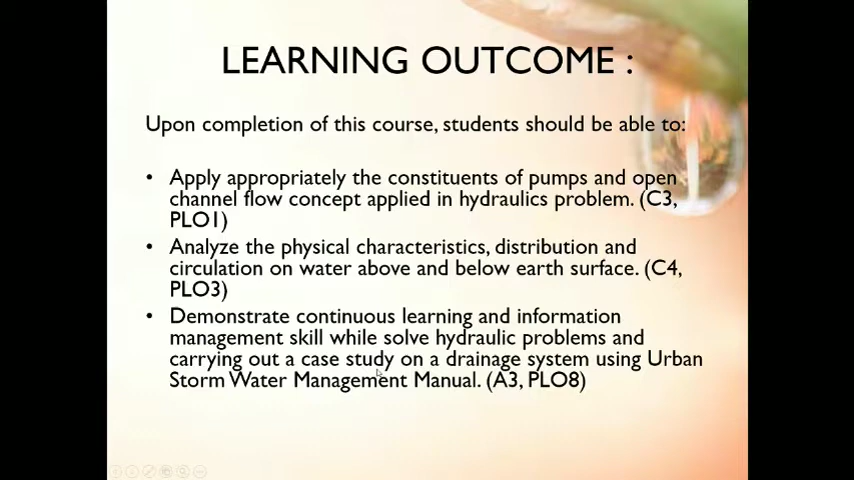 LEARNING OUTCOME :
Upon completion of this course, students should be able to:
• Apply appropriately the constituents of pumps and open
channel flow concept applied in hydraulics problem. (C3,
PLO1)
• Analyze the physical characteristics, distribution and
circulation on water above and below earth surface. (C4,
PLO3)
• Demonstrate continuous learning and information
management skill while solve hydraulic problems and
carrying out a case study on a drainage system using Urban
Storm Water Management Manual. (A3, PLO8)